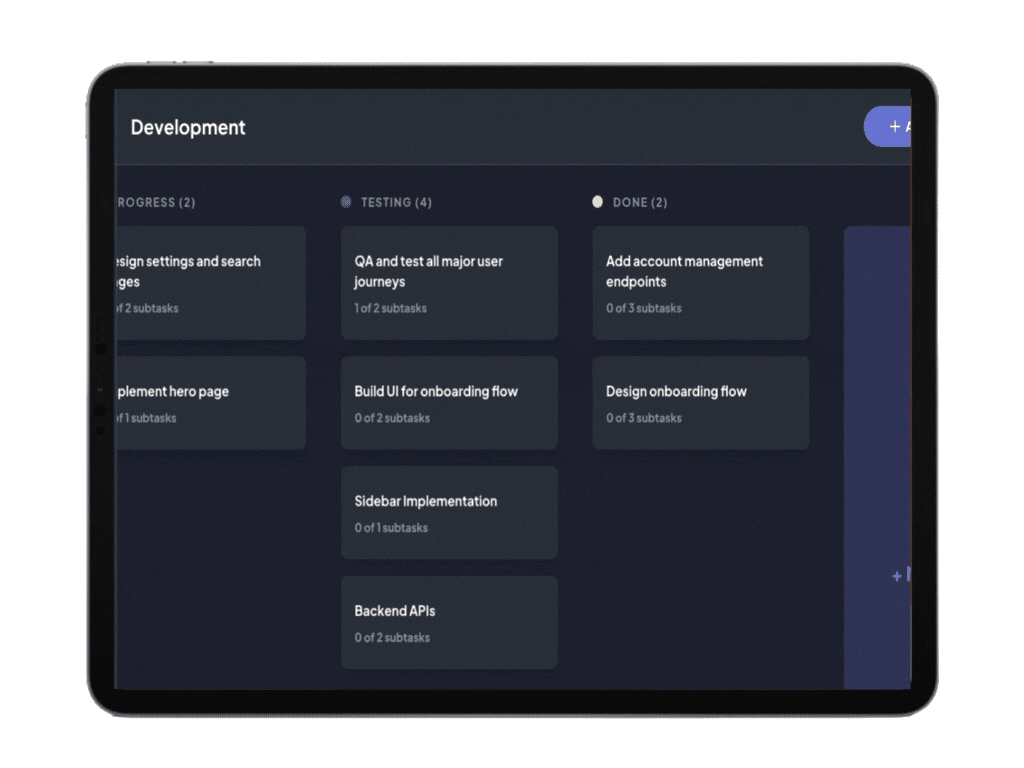 Development
+ A
ROGRESS (2)
esign settings and search
ges
of 2 subtasks
plement hero page
of 1 subtasks
TESTING (4)
QA and test all major user
journeys
1 of 2 subtasks
Build UI for onboarding flow
0 of 2 subtasks
Sidebar Implementation
0 of 1 subtasks
Backend APIs
0 of 2 subtasks
DONE (2)
Add account management
endpoints
0 of 3 subtasks
Design onboarding flow
0 of 3 subtasks
+